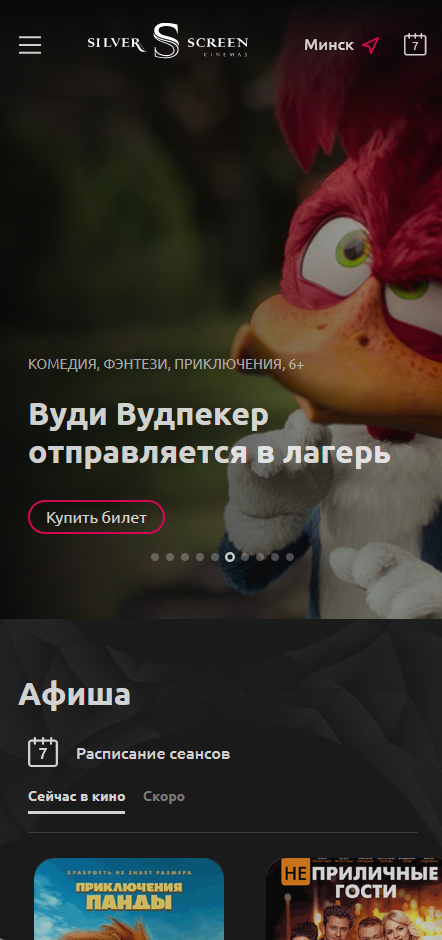 SILVER SCREEN
CINEMAS
Минск
7
КОМЕДИЯ, ФЭНТЕЗИ, ПРИКЛЮЧЕНИЯ, 6+
Вуди Вудпекер
отправляется в лагерь
Купить билет
Афиша
7
Расписание сеансов
Сейчас в кино
Скоро
ХРАБРОСТЬ НЕ ЗНАЕТ РАЗМЕРА
ПРИКЛЮЧЕНИЯ
ПАНДЫ
НЕПРИЛИЧНЫЕ
ГОСТИ